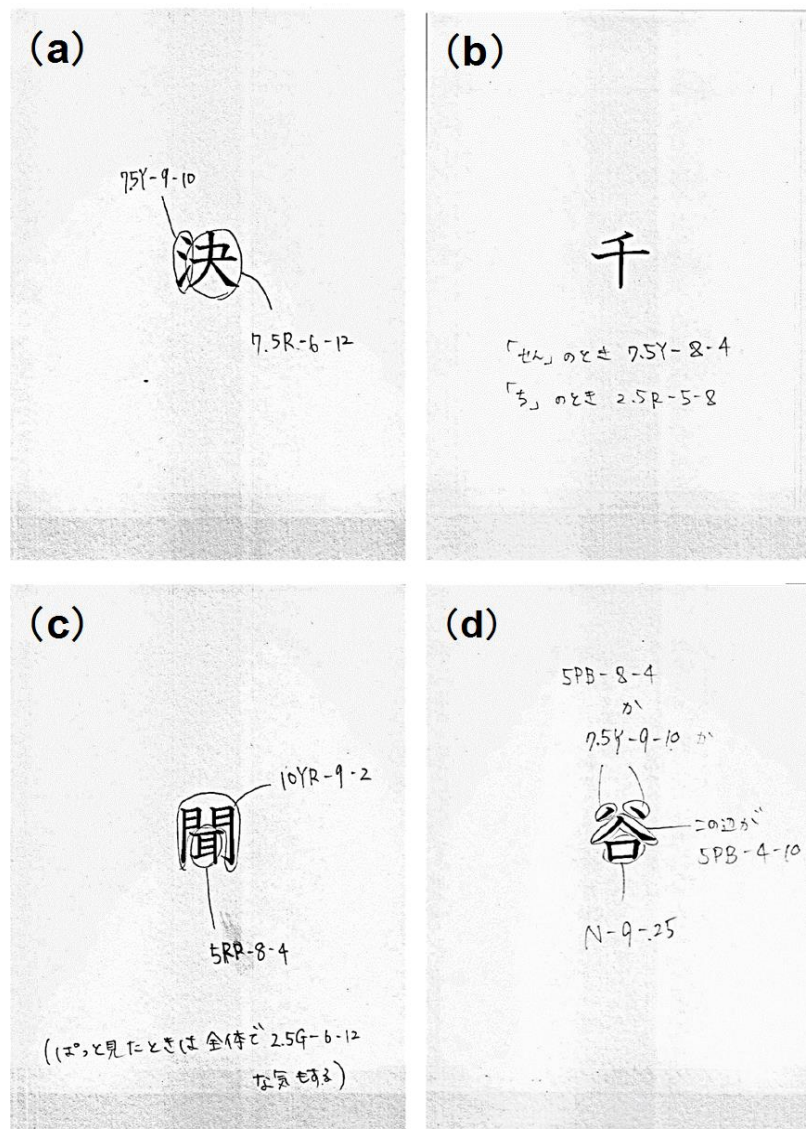 (a)
7.5Y-9-10
決
7.5R-6-12
(b)
千
「せん」のとき 7.5Y-8-4
「ち」のとき 2.5R-5-8
(c)
10YR-9-2
聞
5RP-8-4
(ぱっと見たときは 全体で 2.5G-6-12
な気もする)
(d)
5PB-8-4
か
7.5Y-9-10 か
谷
この辺が
5PB-4-10
N-9-.25